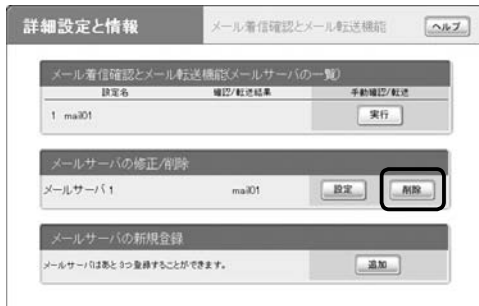 詳細設定と情報
メール着信確認とメール転送機能
ヘルプ
メール着信確認とメール転送機能(メールサーバの一覧)
設定名 確認/転送結果 手動確認/転送
1 mail01 実行
メールサーバの修正/削除
メールサーバ1 mail01 設定 削除
メールサーバの新規登録
メールサーバはあと3つ登録することができます。 追加